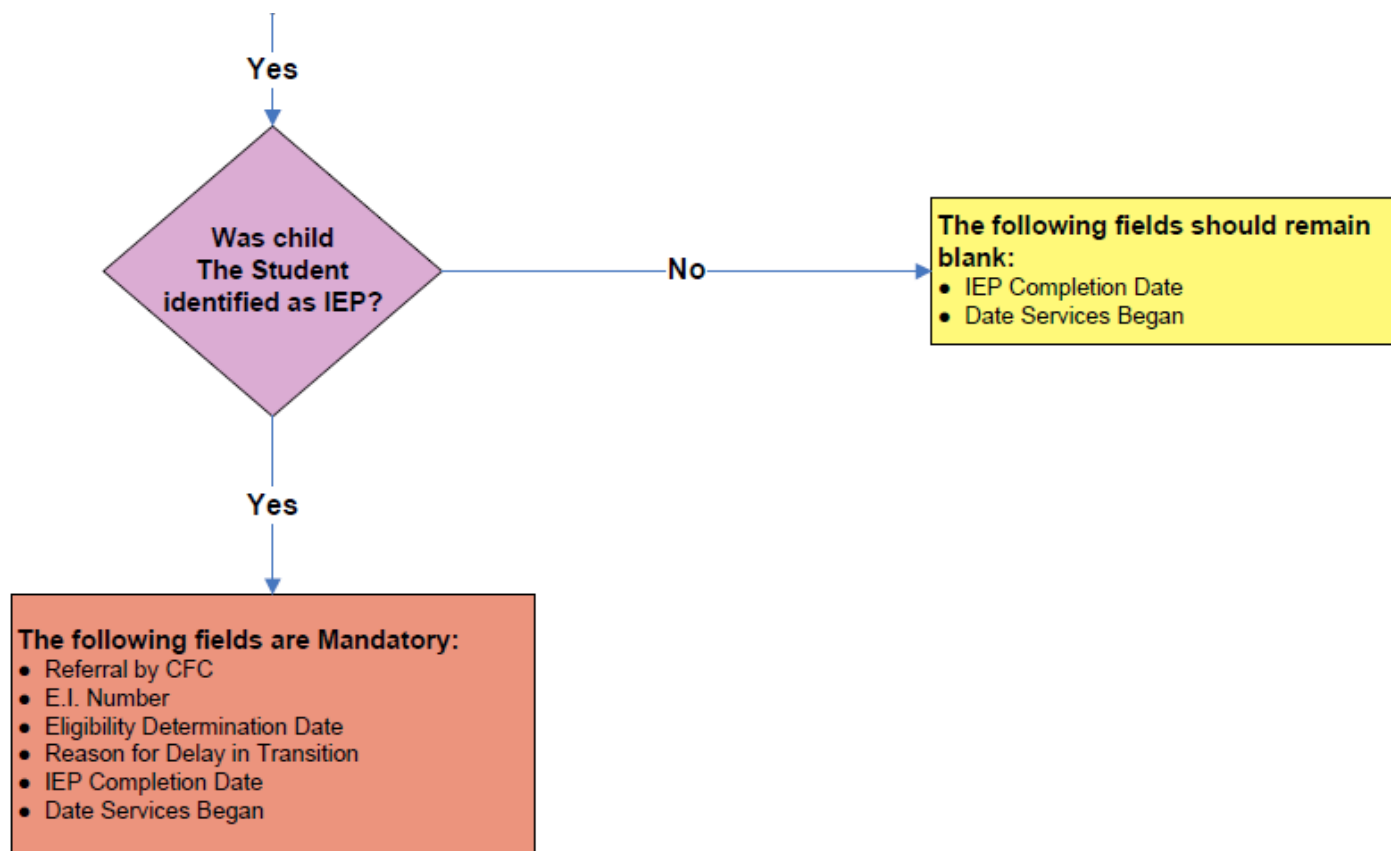 Yes
Was child
The Student
identified as IEP?
No
The following fields should remain
blank:
● IEP Completion Date
● Date Services Began
Yes
The following fields are Mandatory:
● Referral by CFC
● E.I. Number
● Eligibility Determination Date
● Reason for Delay in Transition
● IEP Completion Date
● Date Services Began